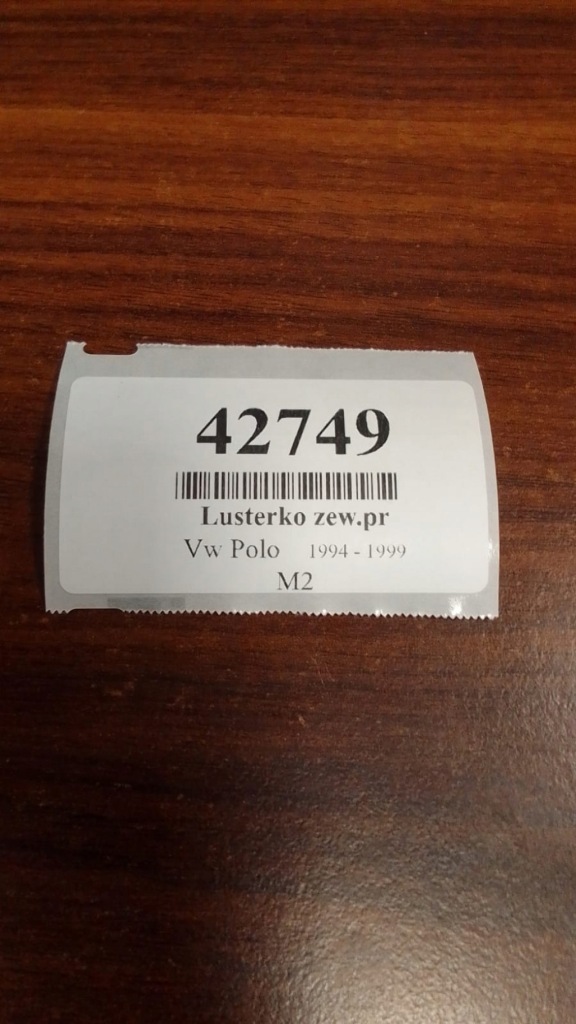 42749
Lusterko zew.pr
Vw Polo 1994 - 1999
M2